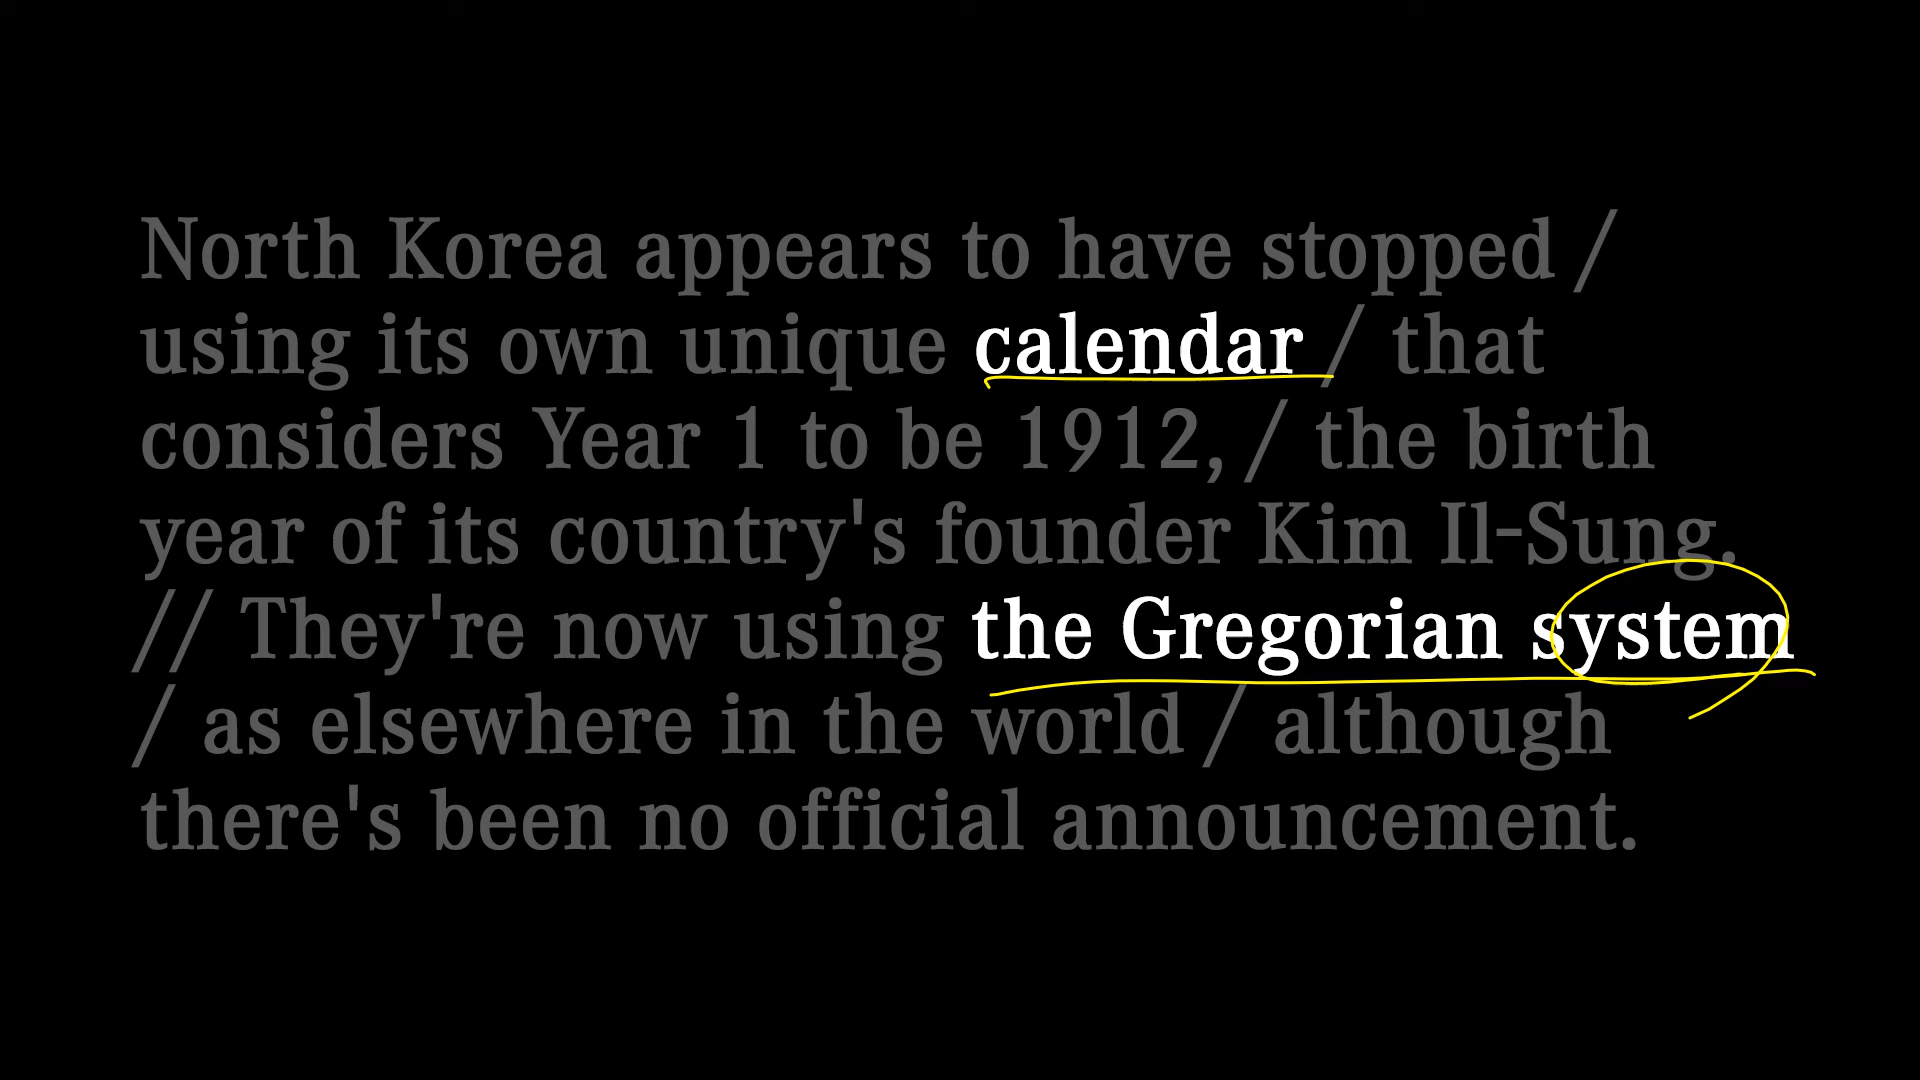 North Korea appears to have stopped /
using its own unique calendar / that
considers Year 1 to be 1912, / the birth
year of its country's founder Kim Il-Sung.
// They're now using the Gregorian system
/ as elsewhere in the world / although
there's been no official announcement.